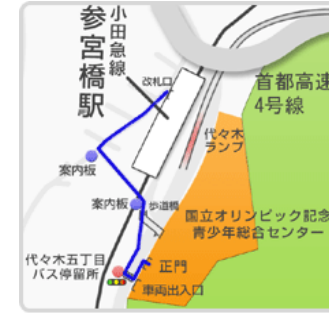 小田急線
参宮橋駅
改札口
首都高速
4号線
代々木
ランプ
案内板
案内板
歩道橋
国立オリンピック記念
青少年総合センター
代々木五丁目
バス停留所
正門
車両出入口